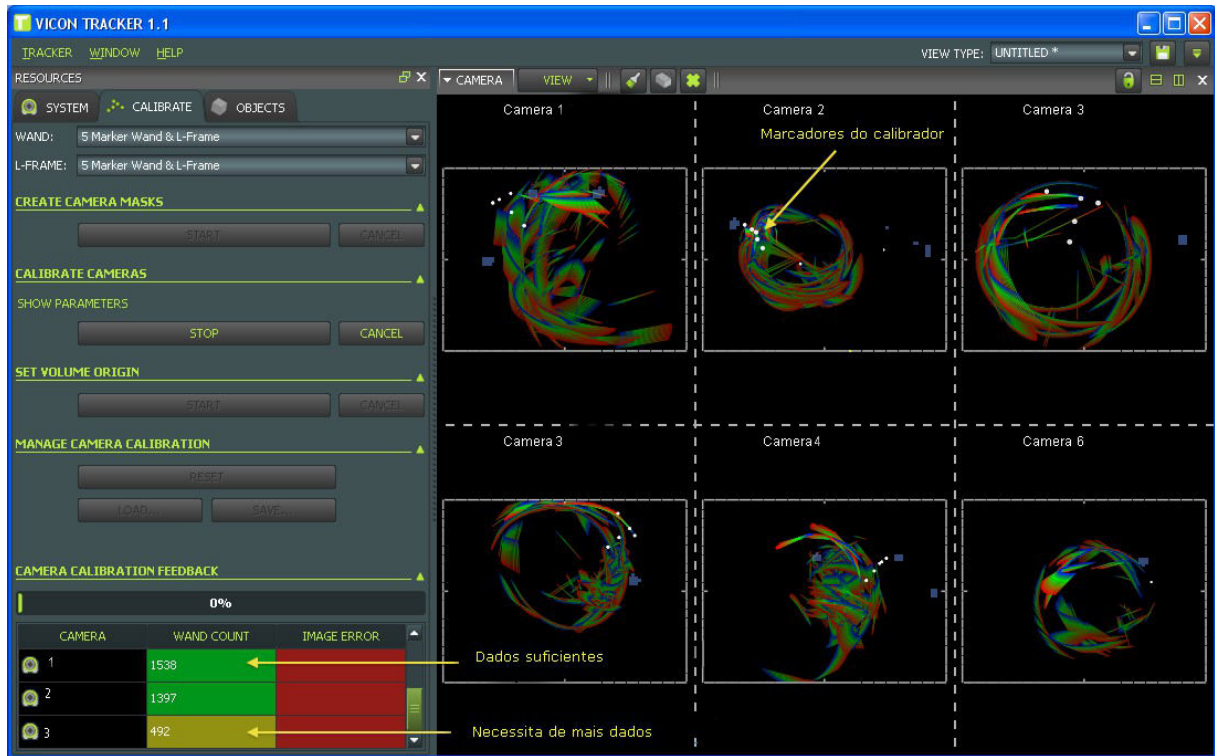 VICON TRACKER 1.1
TRACKER WINDOW HELP
VIEW TYPE: UNTITLED *
RESOURCES
CAMERA VIEW
SYSTEM CALIBRATE OBJECTS
WAND: 5 Marker Wand & L-Frame
L-FRAME: 5 Marker Wand & L-Frame
CREATE CAMERA MASKS
START CANCEL
CALIBRATE CAMERAS
SHOW PARAMETERS
STOP CANCEL
SET VOLUME ORIGIN
START CANCEL
MANAGE CAMERA CALIBRATION
RESET
LOAD... SAVE...
CAMERA CALIBRATION FEEDBACK
0%
CAMERA WAND COUNT IMAGE ERROR
1 1538
2 1397
3 492
Camera 1 Camera 2 Camera 3
Marcadores do calibrador
Camera 3 Camera 4 Camera 6
Dados suficientes
Necessita de mais dados